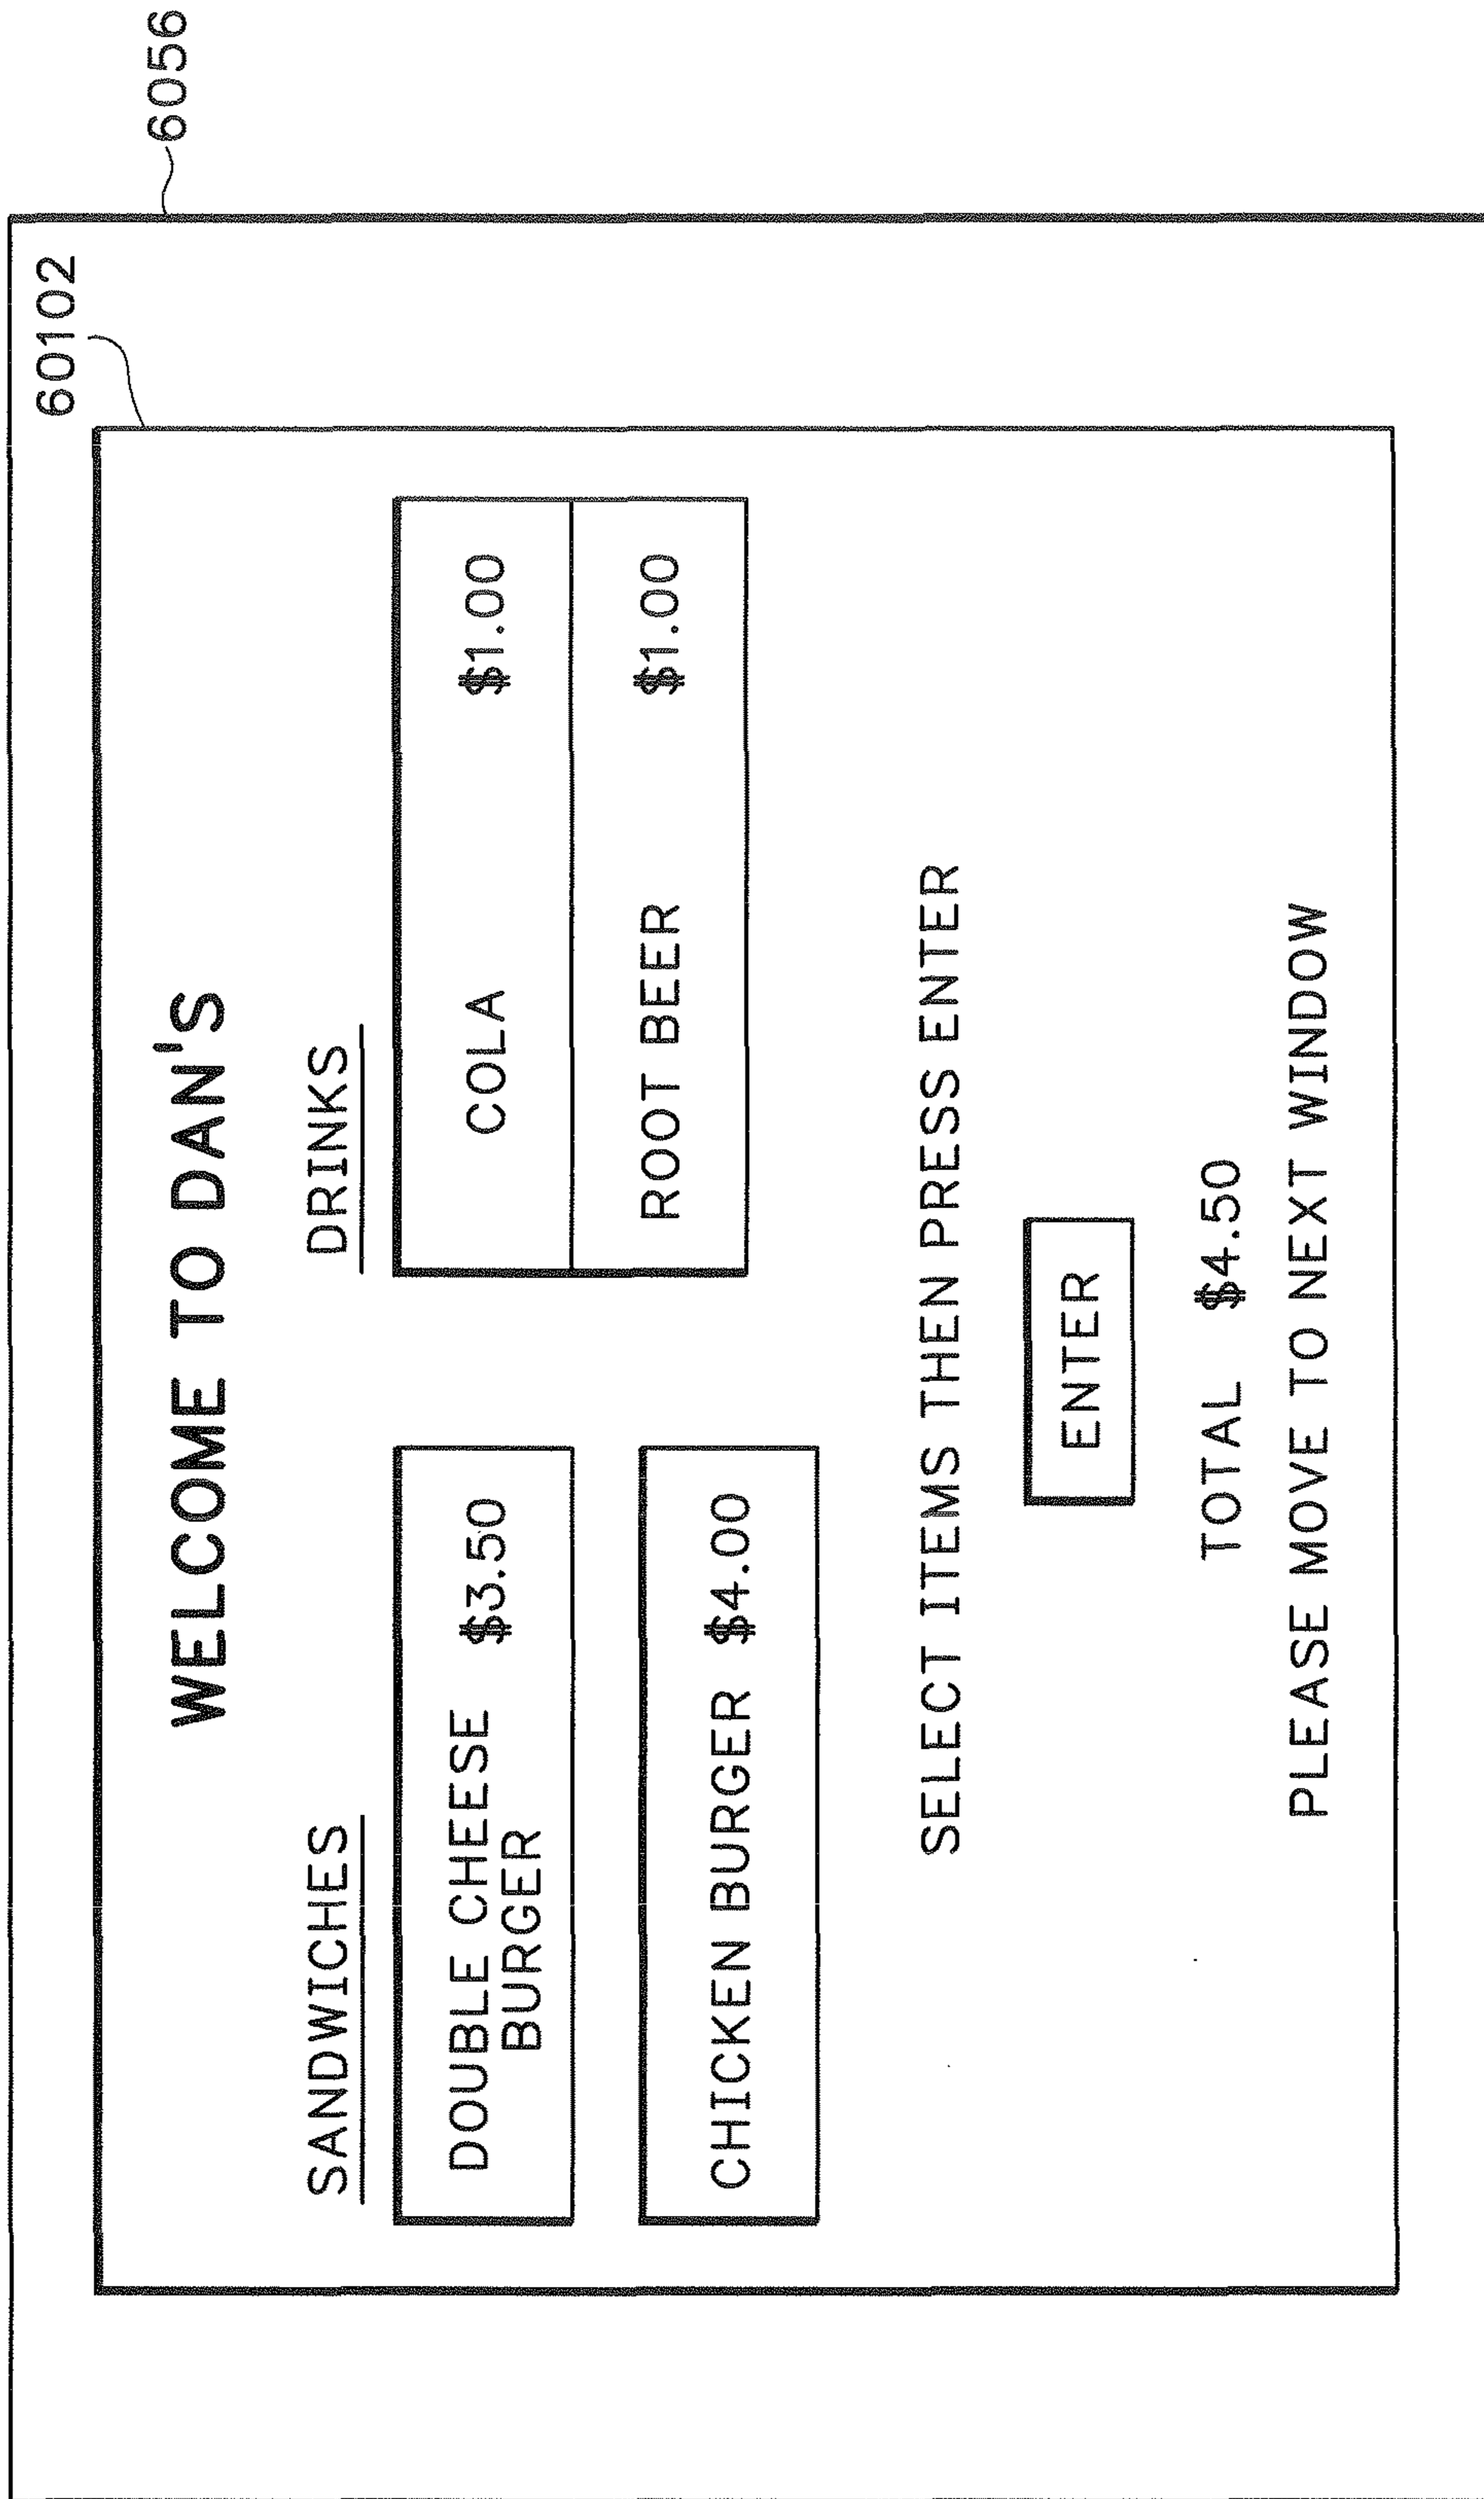 6056
60102
WELCOME TO DAN'S
SANDWICHES
DOUBLE CHEESE BURGER $3.50
CHICKEN BURGER $4.00
DRINKS
COLA $1.00
ROOT BEER $1.00
SELECT ITEMS THEN PRESS ENTER
ENTER
TOTAL $4.50
PLEASE MOVE TO NEXT WINDOW